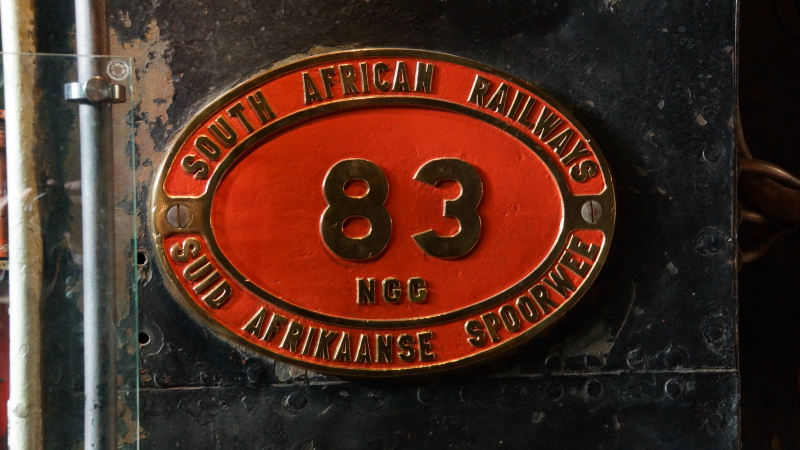 SOUTH AFRICAN RAILWAYS
83
NGG
SUID AFRIKAANSE SPOORWEE